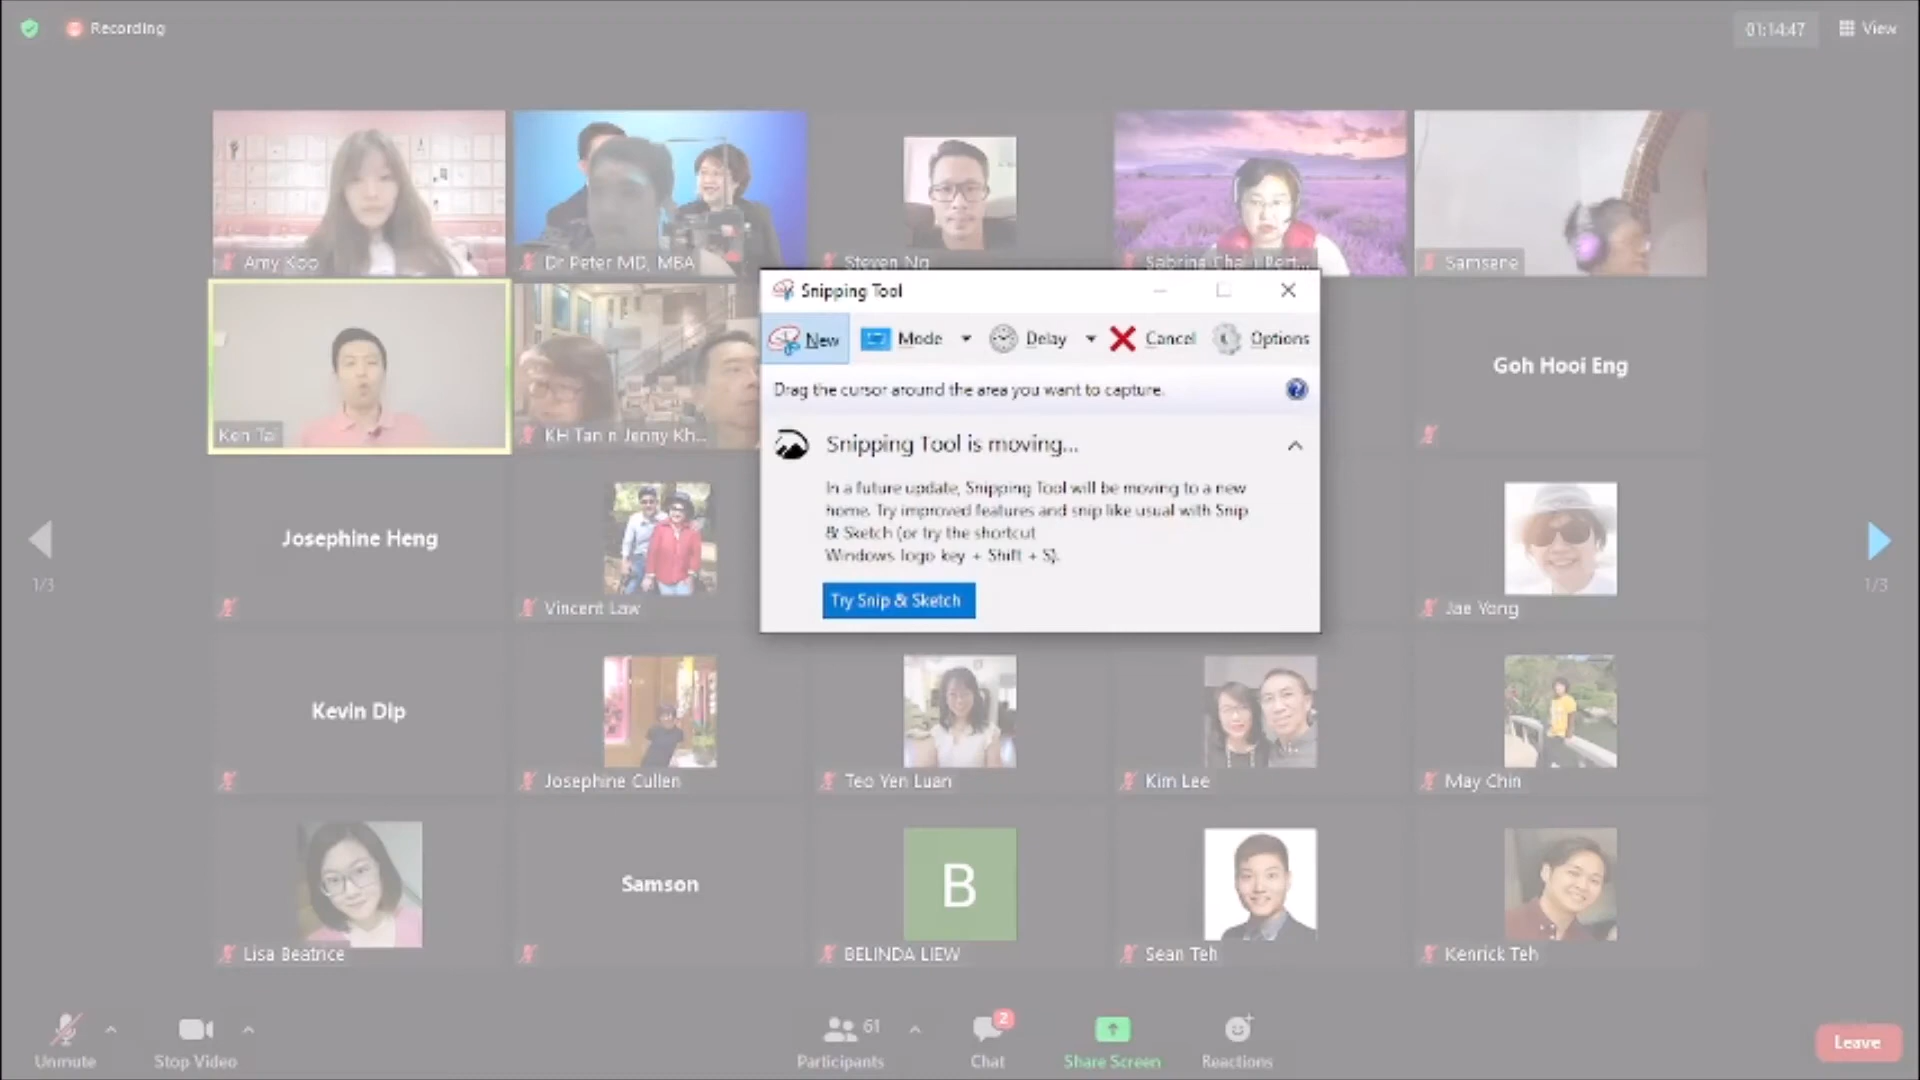 Recording
01:14:47
View
Amy Koo
Dr Peter MD, MBA
Steven Ng
Samsene
Snipping Tool
New
Mode
Delay
Cancel
Options
Drag the cursor around the area you want to capture.
Snipping Tool is moving...
In a future update, Snipping Tool will be moving to a new
home. Try improved features and snip like usual with Snip
& Sketch (or try the shortcut
Windows logo key + Shift + S).
Try Snip & Sketch
Ken Tai
KH Tan n Jenny Kh...
Goh Hooi Eng
Josephine Heng
Vincent Law
Jae Yong
1/3
1/3
Kevin Dip
Josephine Cullen
Teo Yen Luan
Kim Lee
May Chin
Lisa Beatrice
Samson
B
BELINDA LIEW
Sean Teh
Kenrick Teh
Unmute
Stop Video
61
Participants
2
Chat
Share Screen
Reactions
Leave